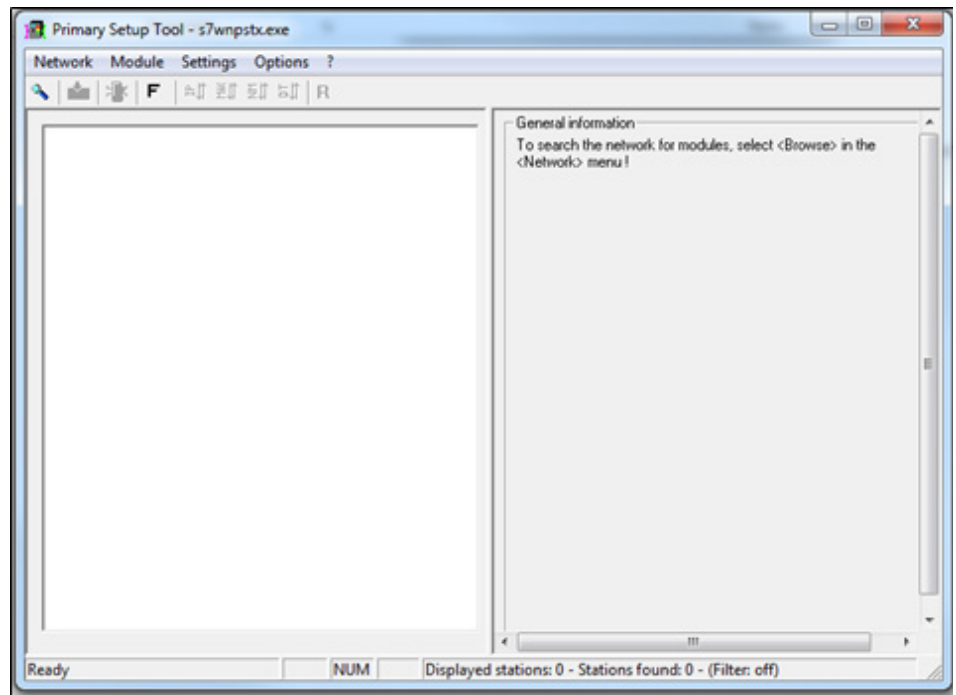 Primary Setup Tool - s7wnpstx.exe
Network Module Settings Options ?
F R
General information
To search the network for modules, select <Browse> in the
<Network> menu !
Ready NUM Displayed stations: 0 - Stations found: 0 - (Filter: off)